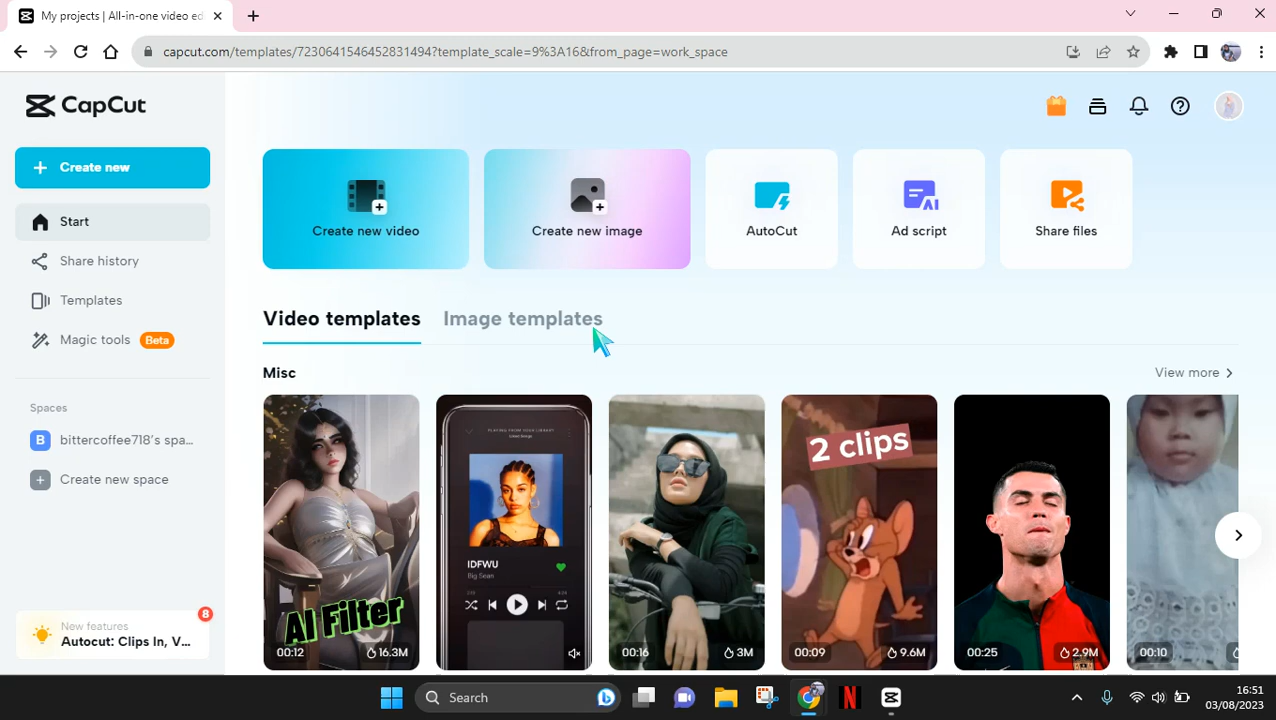 My projects | All-in-one video ed
capcut.com/templates/7230641546452831494?template_scale=9%3A16&from_page=work_space
CapCut
Create new
Start
Share history
Templates
Magic tools Beta
Spaces
B bittercoffee718's spa...
Create new space
8
New features
Autocut: Clips In, V...
Create new video
Create new image
AutoCut
Ad script
Share files
Video templates
Image templates
Misc
View more
AI Filter
00:12
16.3M
IDFWU
Big Sean
00:16
3M
2 clips
00:09
9.6M
00:25
2.9M
00:10
Search
16:51
03/08/2023